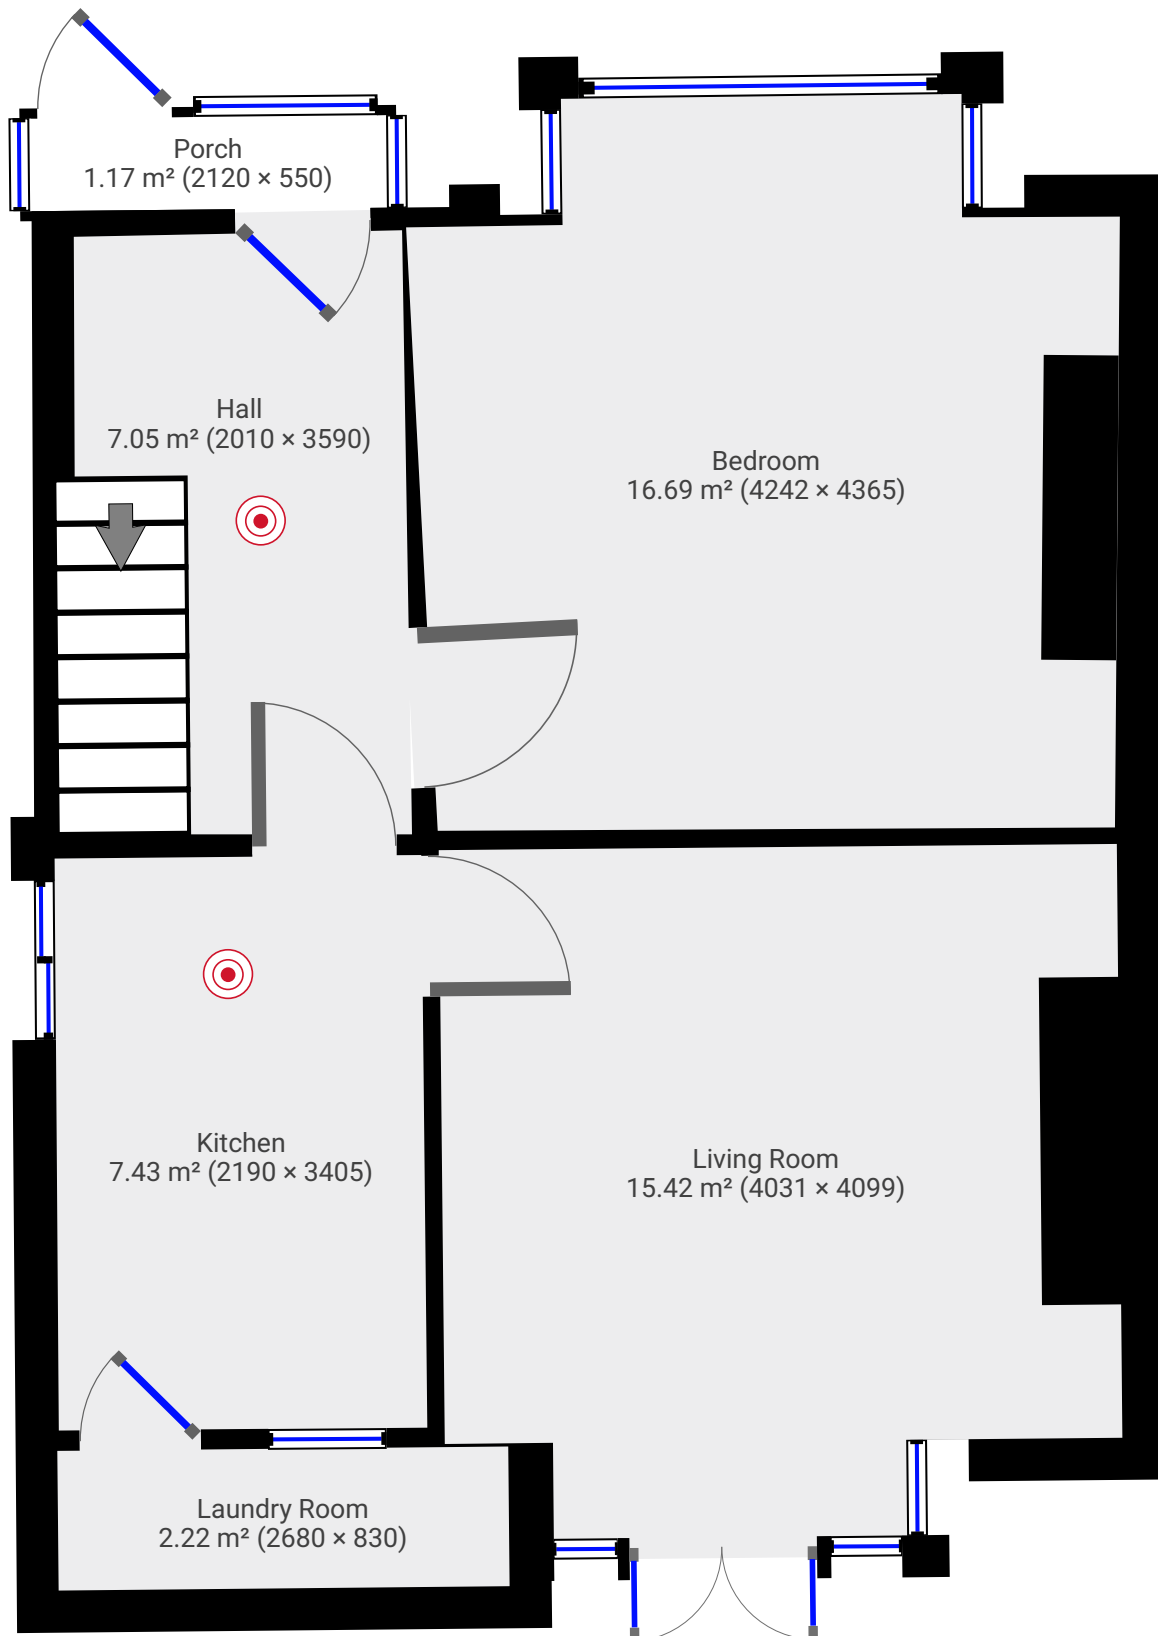 Porch
1.17 m² (2120 × 550)
Hall
7.05 m² (2010 × 3590)
Bedroom
16.69 m² (4242 × 4365)
Kitchen
7.43 m² (2190 × 3405)
Living Room
15.42 m² (4031 × 4099)
Laundry Room
2.22 m² (2680 × 830)